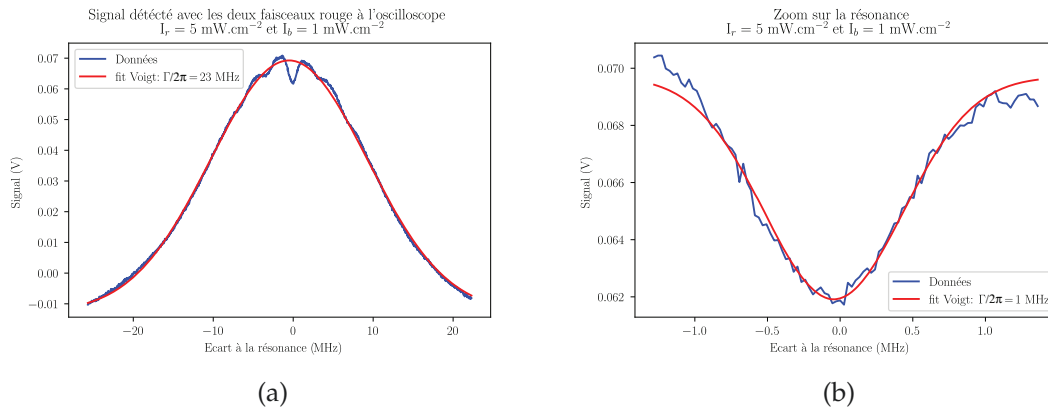 Signal détécté avec les deux faisceaux rouge à l'oscilloscope
I_r = 5 mW.cm⁻² et I_b = 1 mW.cm⁻²
Données
fit Voigt: Γ/2π = 23 MHz
0.07
0.06
0.05
0.04
0.03
0.02
0.01
0.00
−0.01
Signal (V)
−20
−10
0
10
20
Ecart à la résonance (MHz)
(a)
Zoom sur la résonance
I_r = 5 mW.cm⁻² et I_b = 1 mW.cm⁻²
0.070
0.068
0.066
0.064
0.062
Signal (V)
Données
fit Voigt: Γ/2π = 1 MHz
−1.0
−0.5
0.0
0.5
1.0
Ecart à la résonance (MHz)
(b)